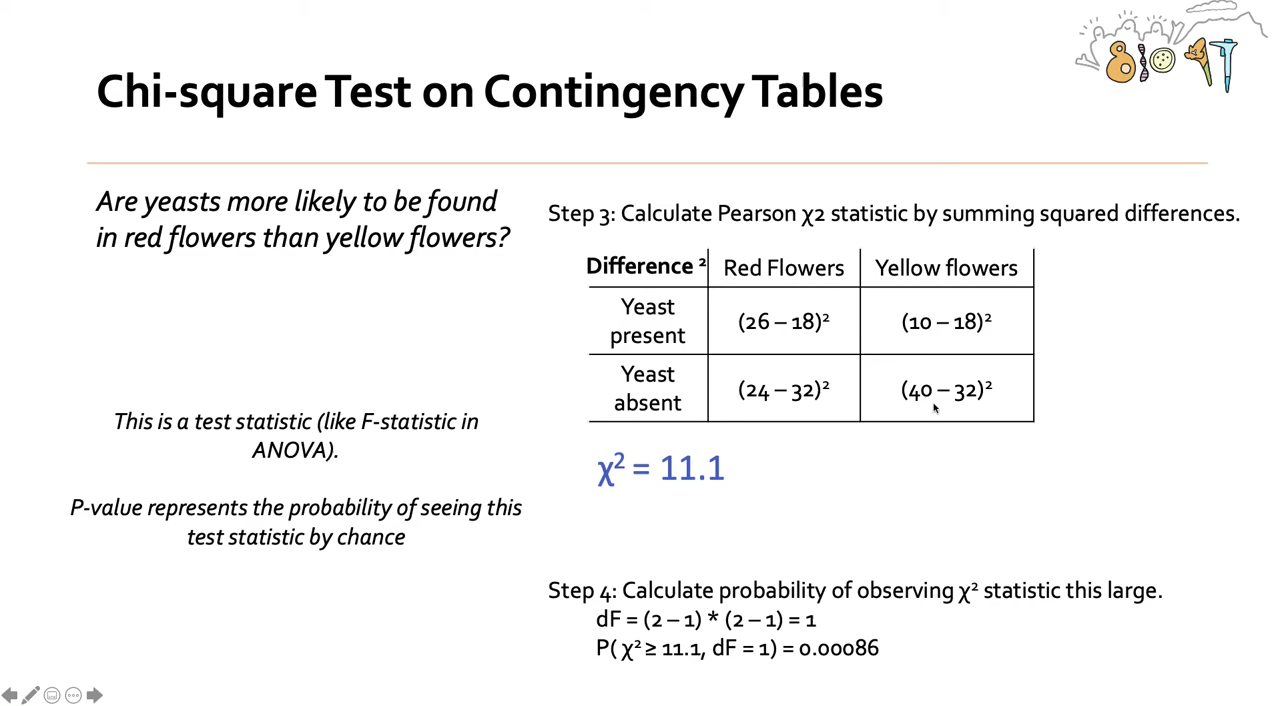 BIO 47
Chi-square Test on Contingency Tables
Are yeasts more likely to be found
in red flowers than yellow flowers?
This is a test statistic (like F-statistic in
ANOVA).
P-value represents the probability of seeing this
test statistic by chance
Step 3: Calculate Pearson χ2 statistic by summing squared differences.
Difference ² Red Flowers Yellow flowers
Yeast
present (26 – 18)² (10 – 18)²
Yeast
absent (24 – 32)² (40 – 32)²
χ² = 11.1
Step 4: Calculate probability of observing χ² statistic this large.
dF = (2 – 1) * (2 – 1) = 1
P( χ² ≥ 11.1, dF = 1) = 0.00086